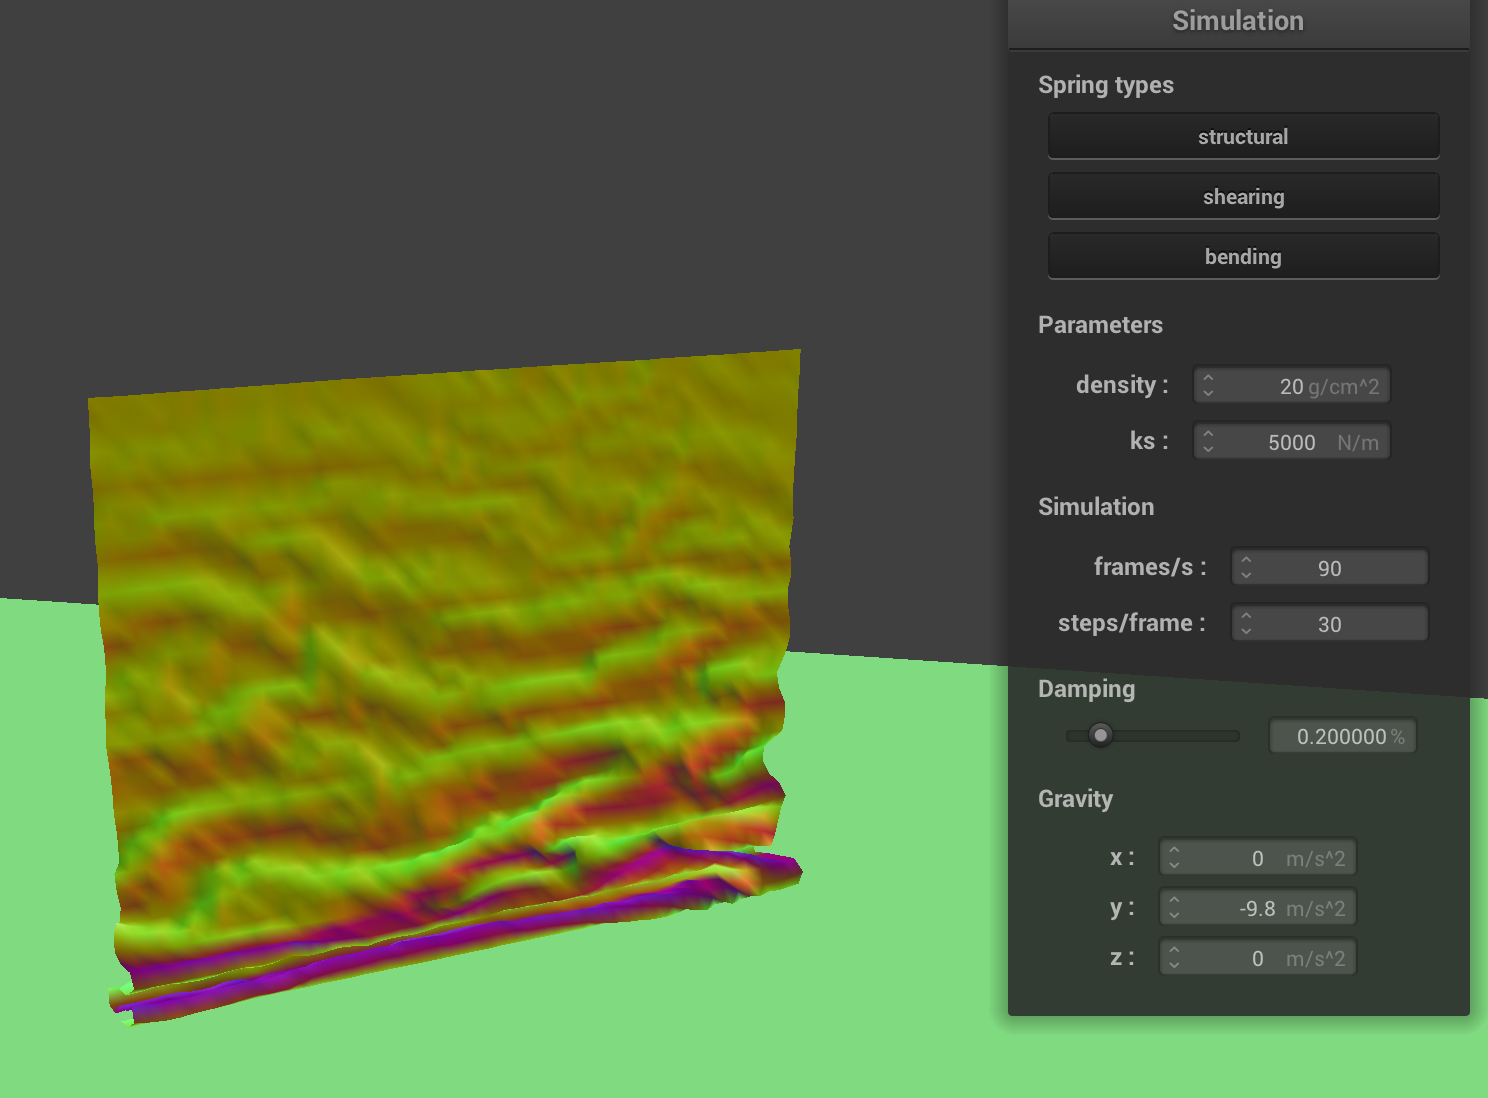 Simulation
Spring types
structural
shearing
bending
Parameters
density : 20 g/cm^2
ks : 5000 N/m
Simulation
frames/s : 90
steps/frame : 30
Damping
0.200000 %
Gravity
x : 0 m/s^2
y : -9.8 m/s^2
z : 0 m/s^2